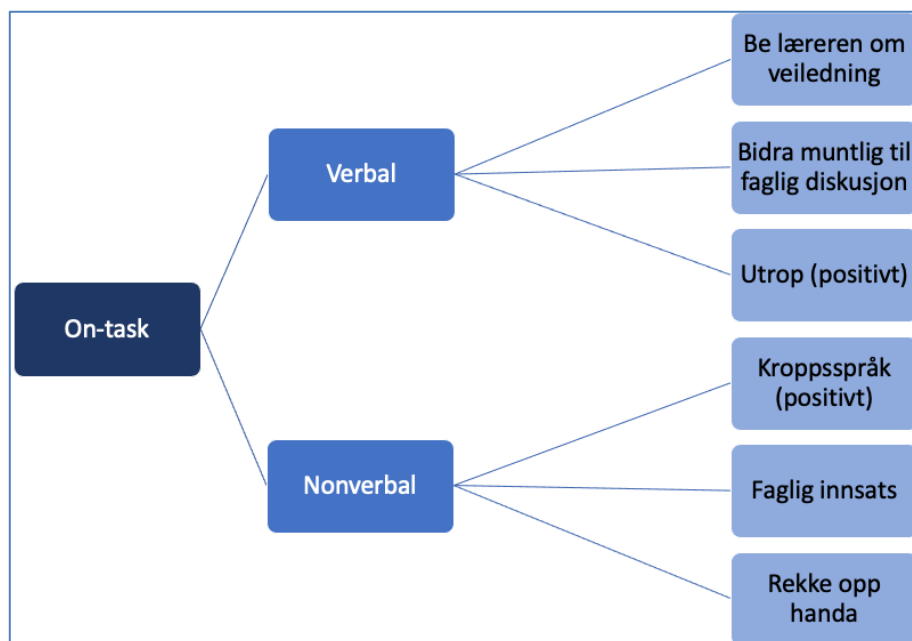 On-task
Verbal
Be læreren om
veiledning
Bidra muntlig til
faglig diskusjon
Utrop (positivt)
Nonverbal
Kroppsspråk
(positivt)
Faglig innsats
Rekke opp
handa